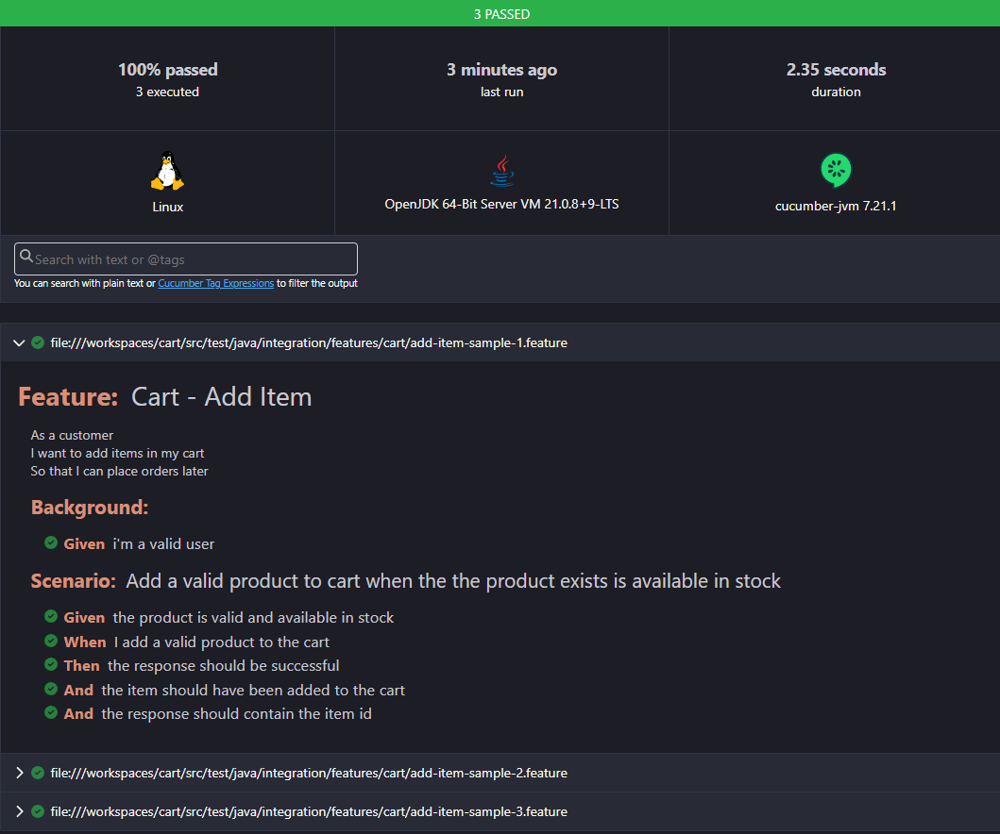 3 PASSED
100% passed
3 executed
3 minutes ago
last run
2.35 seconds
duration
Linux
OpenJDK 64-Bit Server VM 21.0.8+9-LTS
cucumber-jvm 7.21.1
Search with text or @tags
You can search with plain text or Cucumber Tag Expressions to filter the output
file:///workspaces/cart/src/test/java/integration/features/cart/add-item-sample-1.feature
Feature: Cart - Add Item
As a customer
I want to add items in my cart
So that I can place orders later
Background:
Given i'm a valid user
Scenario: Add a valid product to cart when the the product exists is available in stock
Given the product is valid and available in stock
When I add a valid product to the cart
Then the response should be successful
And the item should have been added to the cart
And the response should contain the item id
file:///workspaces/cart/src/test/java/integration/features/cart/add-item-sample-2.feature
file:///workspaces/cart/src/test/java/integration/features/cart/add-item-sample-3.feature